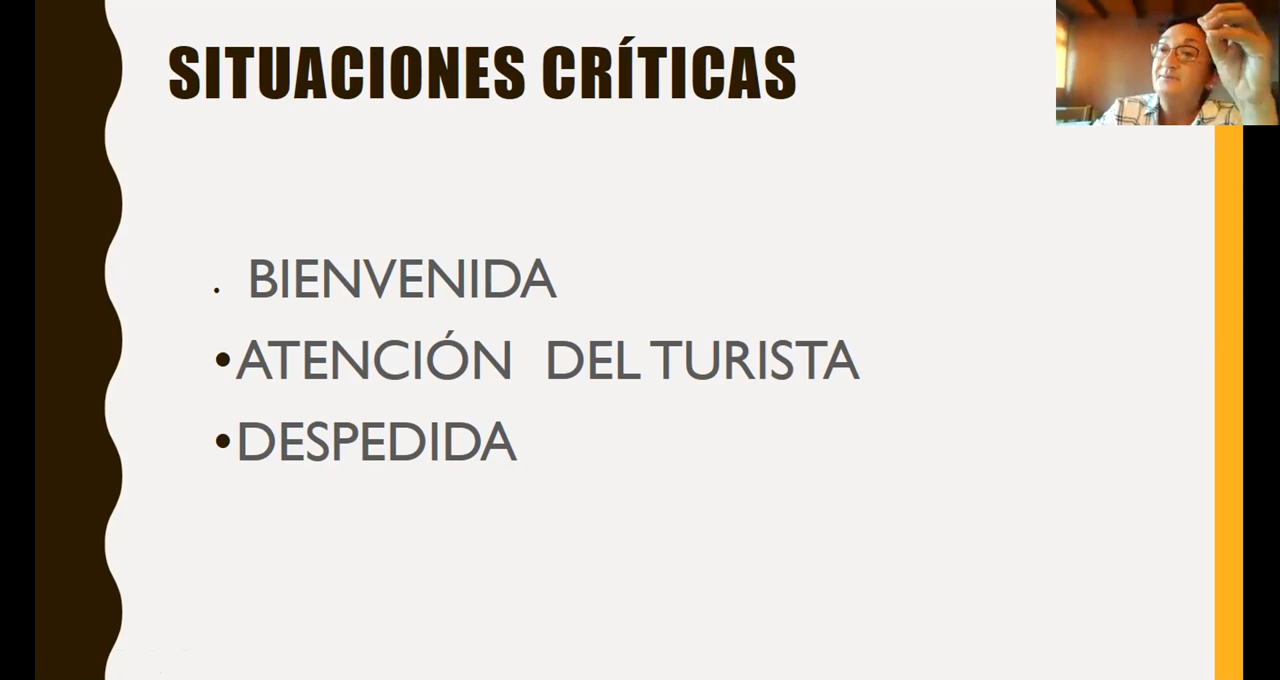 SITUACIONES CRÍTICAS
• BIENVENIDA
• ATENCIÓN DEL TURISTA
• DESPEDIDA